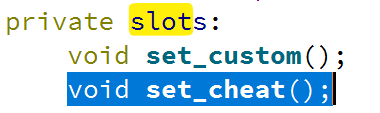 private slots:
    void set_custom();
    void set_cheat();